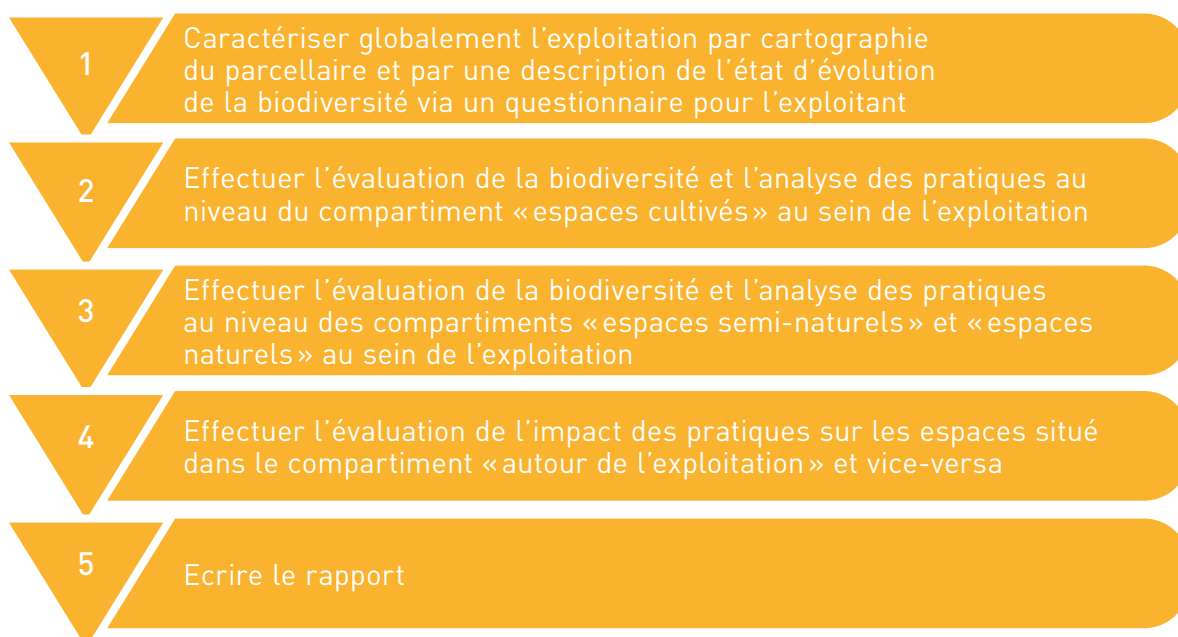 1
Caractériser globalement l’exploitation par cartographie
du parcellaire et par une description de l’état d’évolution
de la biodiversité via un questionnaire pour l’exploitant
2
Effectuer l’évaluation de la biodiversité et l’analyse des pratiques au
niveau du compartiment «espaces cultivés» au sein de l’exploitation
3
Effectuer l’évaluation de la biodiversité et l’analyse des pratiques
au niveau des compartiments «espaces semi-naturels» et «espaces
naturels» au sein de l’exploitation
4
Effectuer l’évaluation de l’impact des pratiques sur les espaces situé
dans le compartiment «autour de l’exploitation» et vice-versa
5
Ecrire le rapport